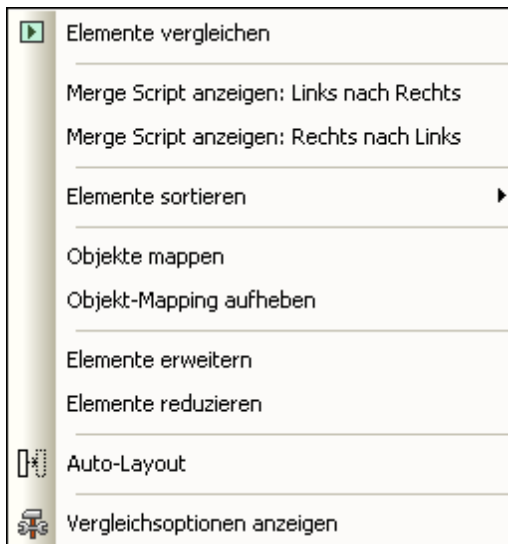 Elemente vergleichen
Merge Script anzeigen: Links nach Rechts
Merge Script anzeigen: Rechts nach Links
Elemente sortieren
Objekte mappen
Objekt-Mapping aufheben
Elemente erweitern
Elemente reduzieren
Auto-Layout
Vergleichsoptionen anzeigen